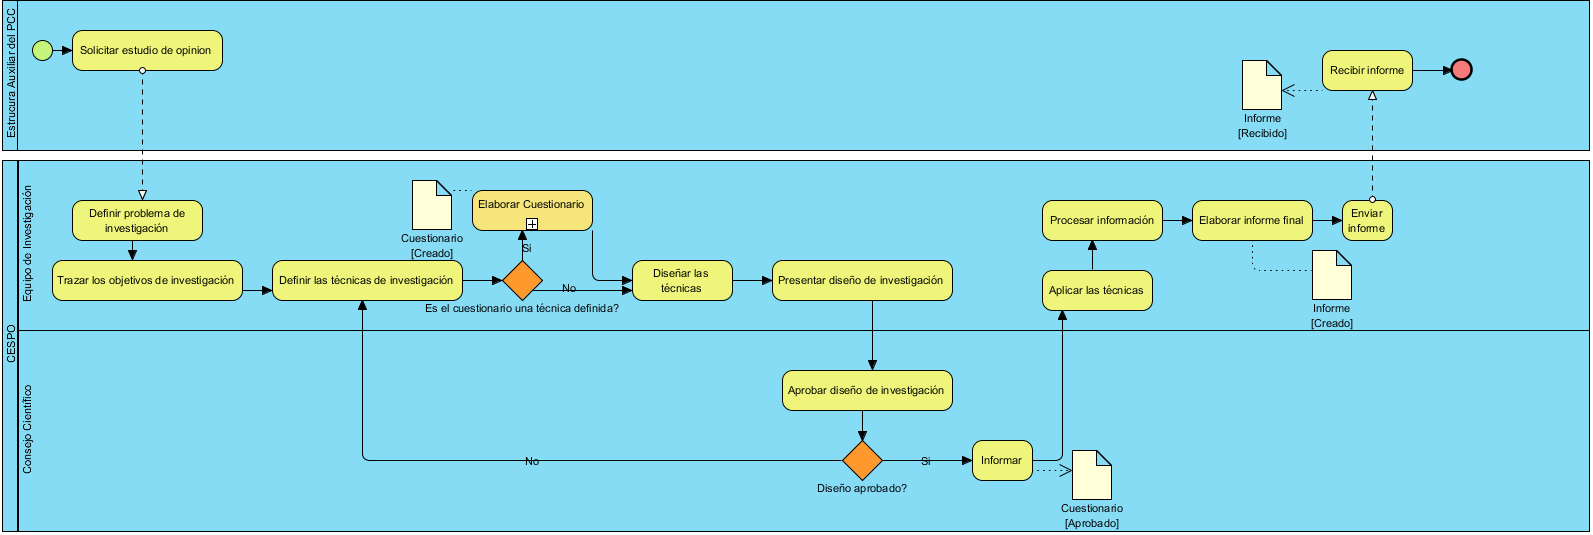 Estrucura Auxiliar del PCC
Solicitar estudio de opinion
Recibir informe
Informe
[Recibido]
CESPO
Equipo de Investigación
Definir problema de
investigación
Trazar los objetivos de investigación
Definir las técnicas de investigación
Cuestionario
[Creado]
Elaborar Cuestionario
Si
No
Es el cuestionario una técnica definida?
Diseñar las
técnicas
Presentar diseño de investigación
Procesar información
Aplicar las técnicas
Elaborar informe final
Enviar
informe
Informe
[Creado]
Consejo Científico
Aprobar diseño de investigación
No
Si
Diseño aprobado?
Informar
Cuestionario
[Aprobado]